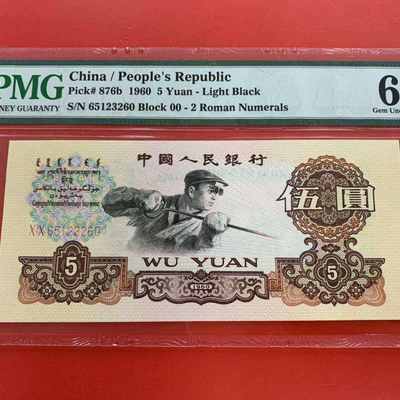 PMG
China / People's Republic
Pick# 876b 1960 5 Yuan - Light Black
S/N 65123260 Block 00 - 2 Roman Numerals
NEY GUARANTY
6
Gem Unc
中國人民銀行
伍圓
X X 65123260
5
WU YUAN
1960
5